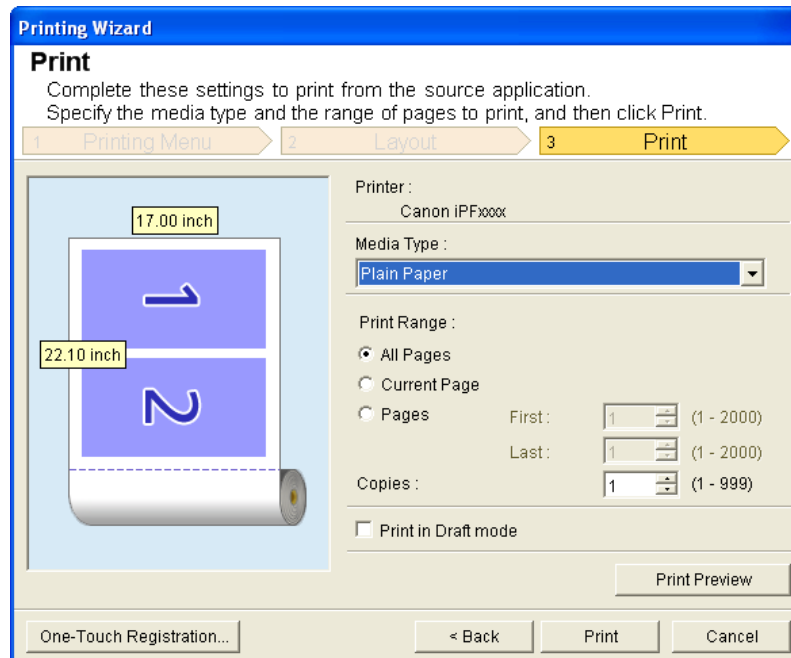 Printing Wizard
Print
Complete these settings to print from the source application.
Specify the media type and the range of pages to print, and then click Print.
1 Printing Menu 2 Layout 3 Print
17.00 inch
22.10 inch
1
2
Printer :
Canon iPFxxxx
Media Type :
Plain Paper
Print Range :
All Pages
Current Page
Pages First : 1 (1 - 2000)
Last : 1 (1 - 2000)
Copies : 1 (1 - 999)
Print in Draft mode
Print Preview
One-Touch Registration... < Back Print Cancel